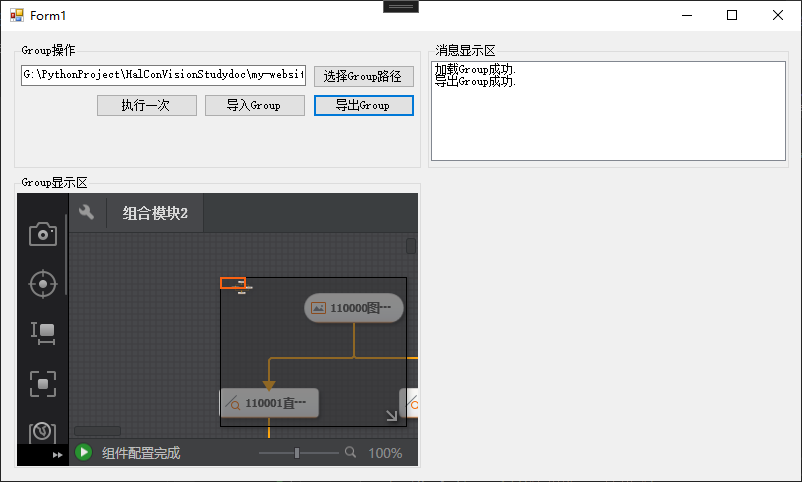 Form1
Group操作
G:\PythonProject\HalConVisionStudydoc\my-websi
选择Group路径
执行一次
导入Group
导出Group
消息显示区
加载Group成功.
导出Group成功.
Group显示区
组合模块2
110000图···
110001直···
组件配置完成
100%